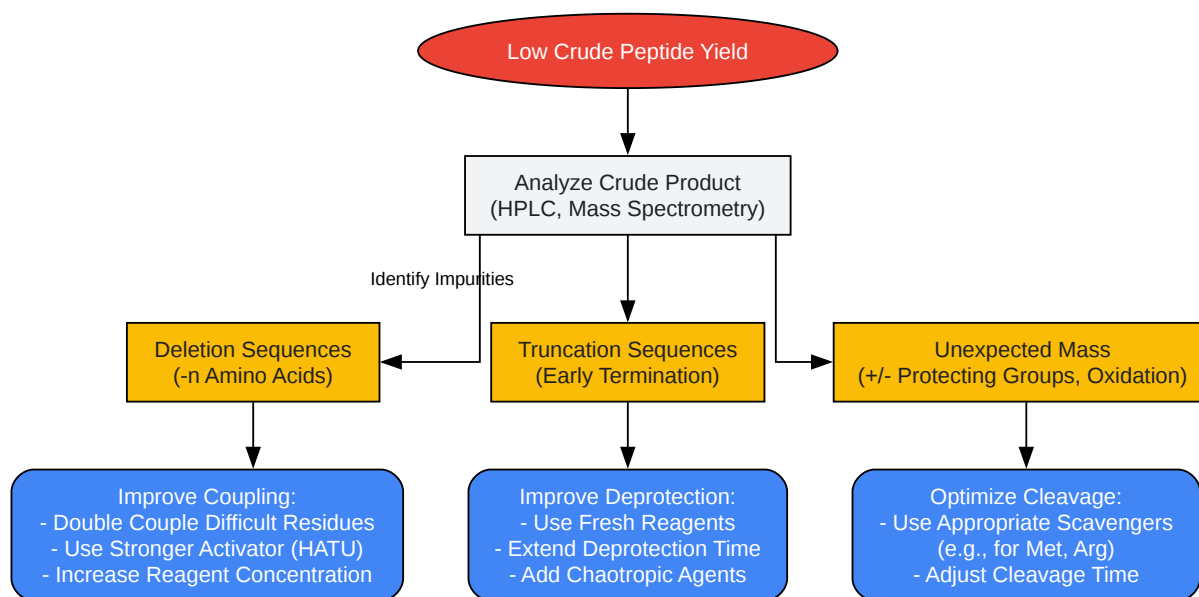 Low Crude Peptide Yield
Analyze Crude Product
(HPLC, Mass Spectrometry)
Identify Impurities
Deletion Sequences
(-n Amino Acids)
Truncation Sequences
(Early Termination)
Unexpected Mass
(+/- Protecting Groups, Oxidation)
Improve Coupling:
- Double Couple Difficult Residues
- Use Stronger Activator (HATU)
- Increase Reagent Concentration
Improve Deprotection:
- Use Fresh Reagents
- Extend Deprotection Time
- Add Chaotropic Agents
Optimize Cleavage:
- Use Appropriate Scavengers
(e.g., for Met, Arg)
- Adjust Cleavage Time